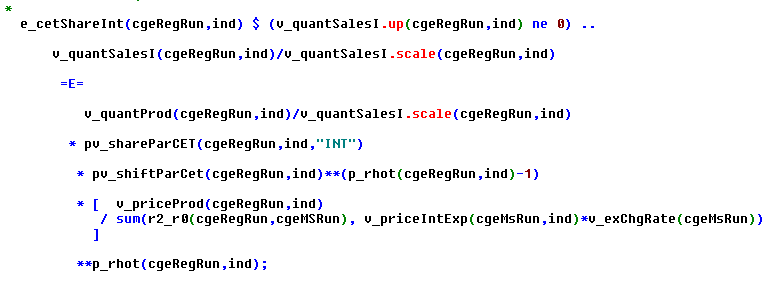 *
e_cetShareInt(cgeRegRun,ind) $ (v_quantSalesI.up(cgeRegRun,ind) ne 0) ..
v_quantSalesI(cgeRegRun,ind)/v_quantSalesI.scale(cgeRegRun,ind)
=E=
v_quantProd(cgeRegRun,ind)/v_quantSalesI.scale(cgeRegRun,ind)
* pv_shareParCET(cgeRegRun,ind,"INT")
* pv_shiftParCet(cgeRegRun,ind)**(p_rhot(cgeRegRun,ind)-1)
* [ v_priceProd(cgeRegRun,ind)
/ sum(r2_r0(cgeRegRun,cgeMSRun), v_priceIntExp(cgeMsRun,ind)*v_exChgRate(cgeMsRun))
]
**p_rhot(cgeRegRun,ind);